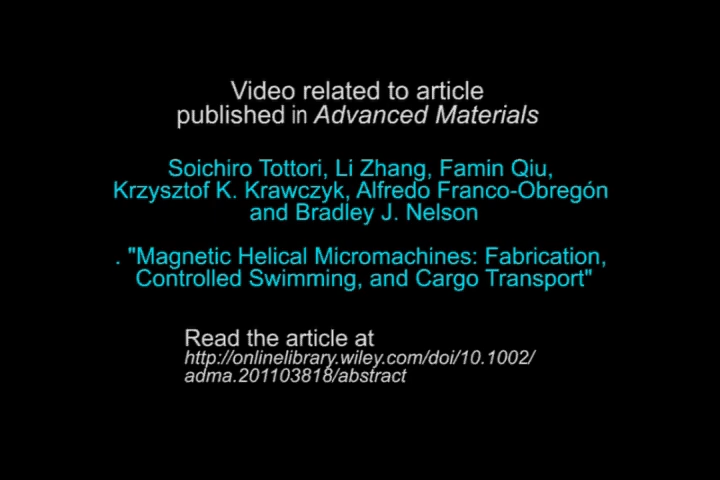 Video related to article
published in Advanced Materials
Soichiro Tottori, Li Zhang, Famin Qiu,
Krzysztof K. Krawczyk, Alfredo Franco-Obregón
and Bradley J. Nelson
. "Magnetic Helical Micromachines: Fabrication,
Controlled Swimming, and Cargo Transport"
Read the article at
http://onlinelibrary.wiley.com/doi/10.1002/
adma.201103818/abstract